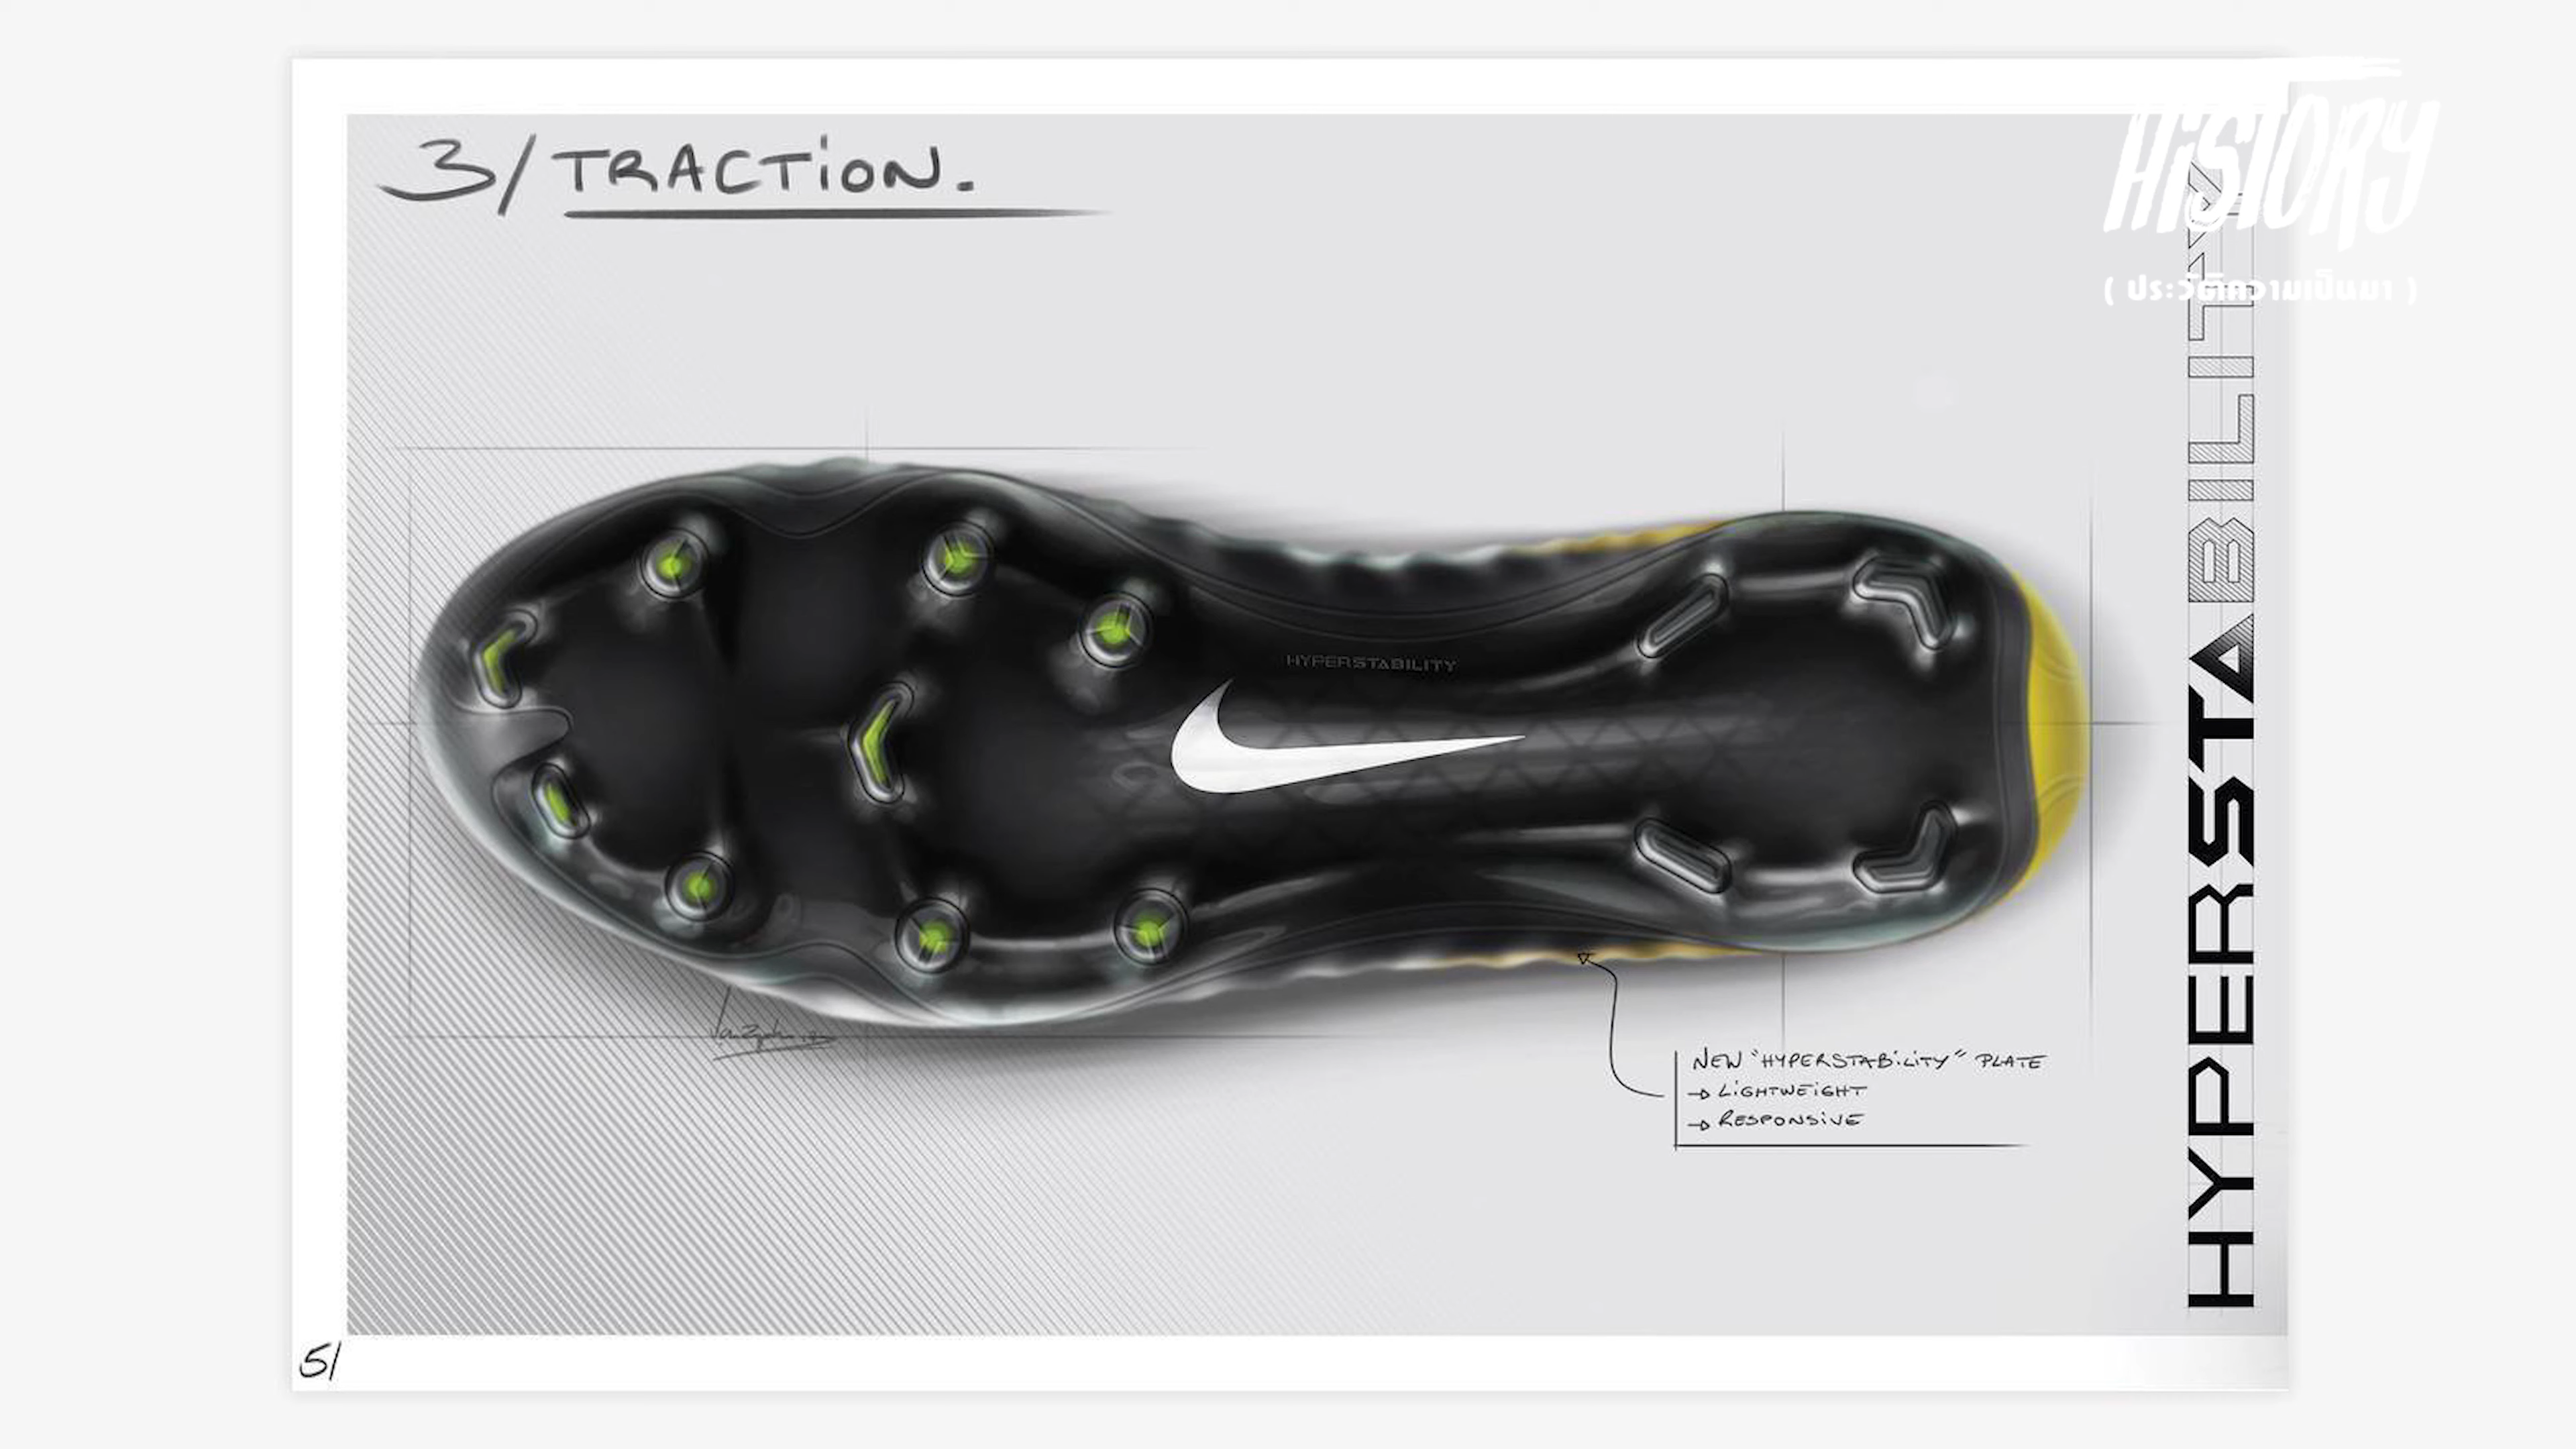 3/ TRACTION.
HISTORY
( ประวัติความเป็นมา )
HYPERSTABILITY
HYPERSTABILITY
NEW "HYPERSTABILITY" PLATE
→ LIGHTWEIGHT
→ RESPONSIVE
5/